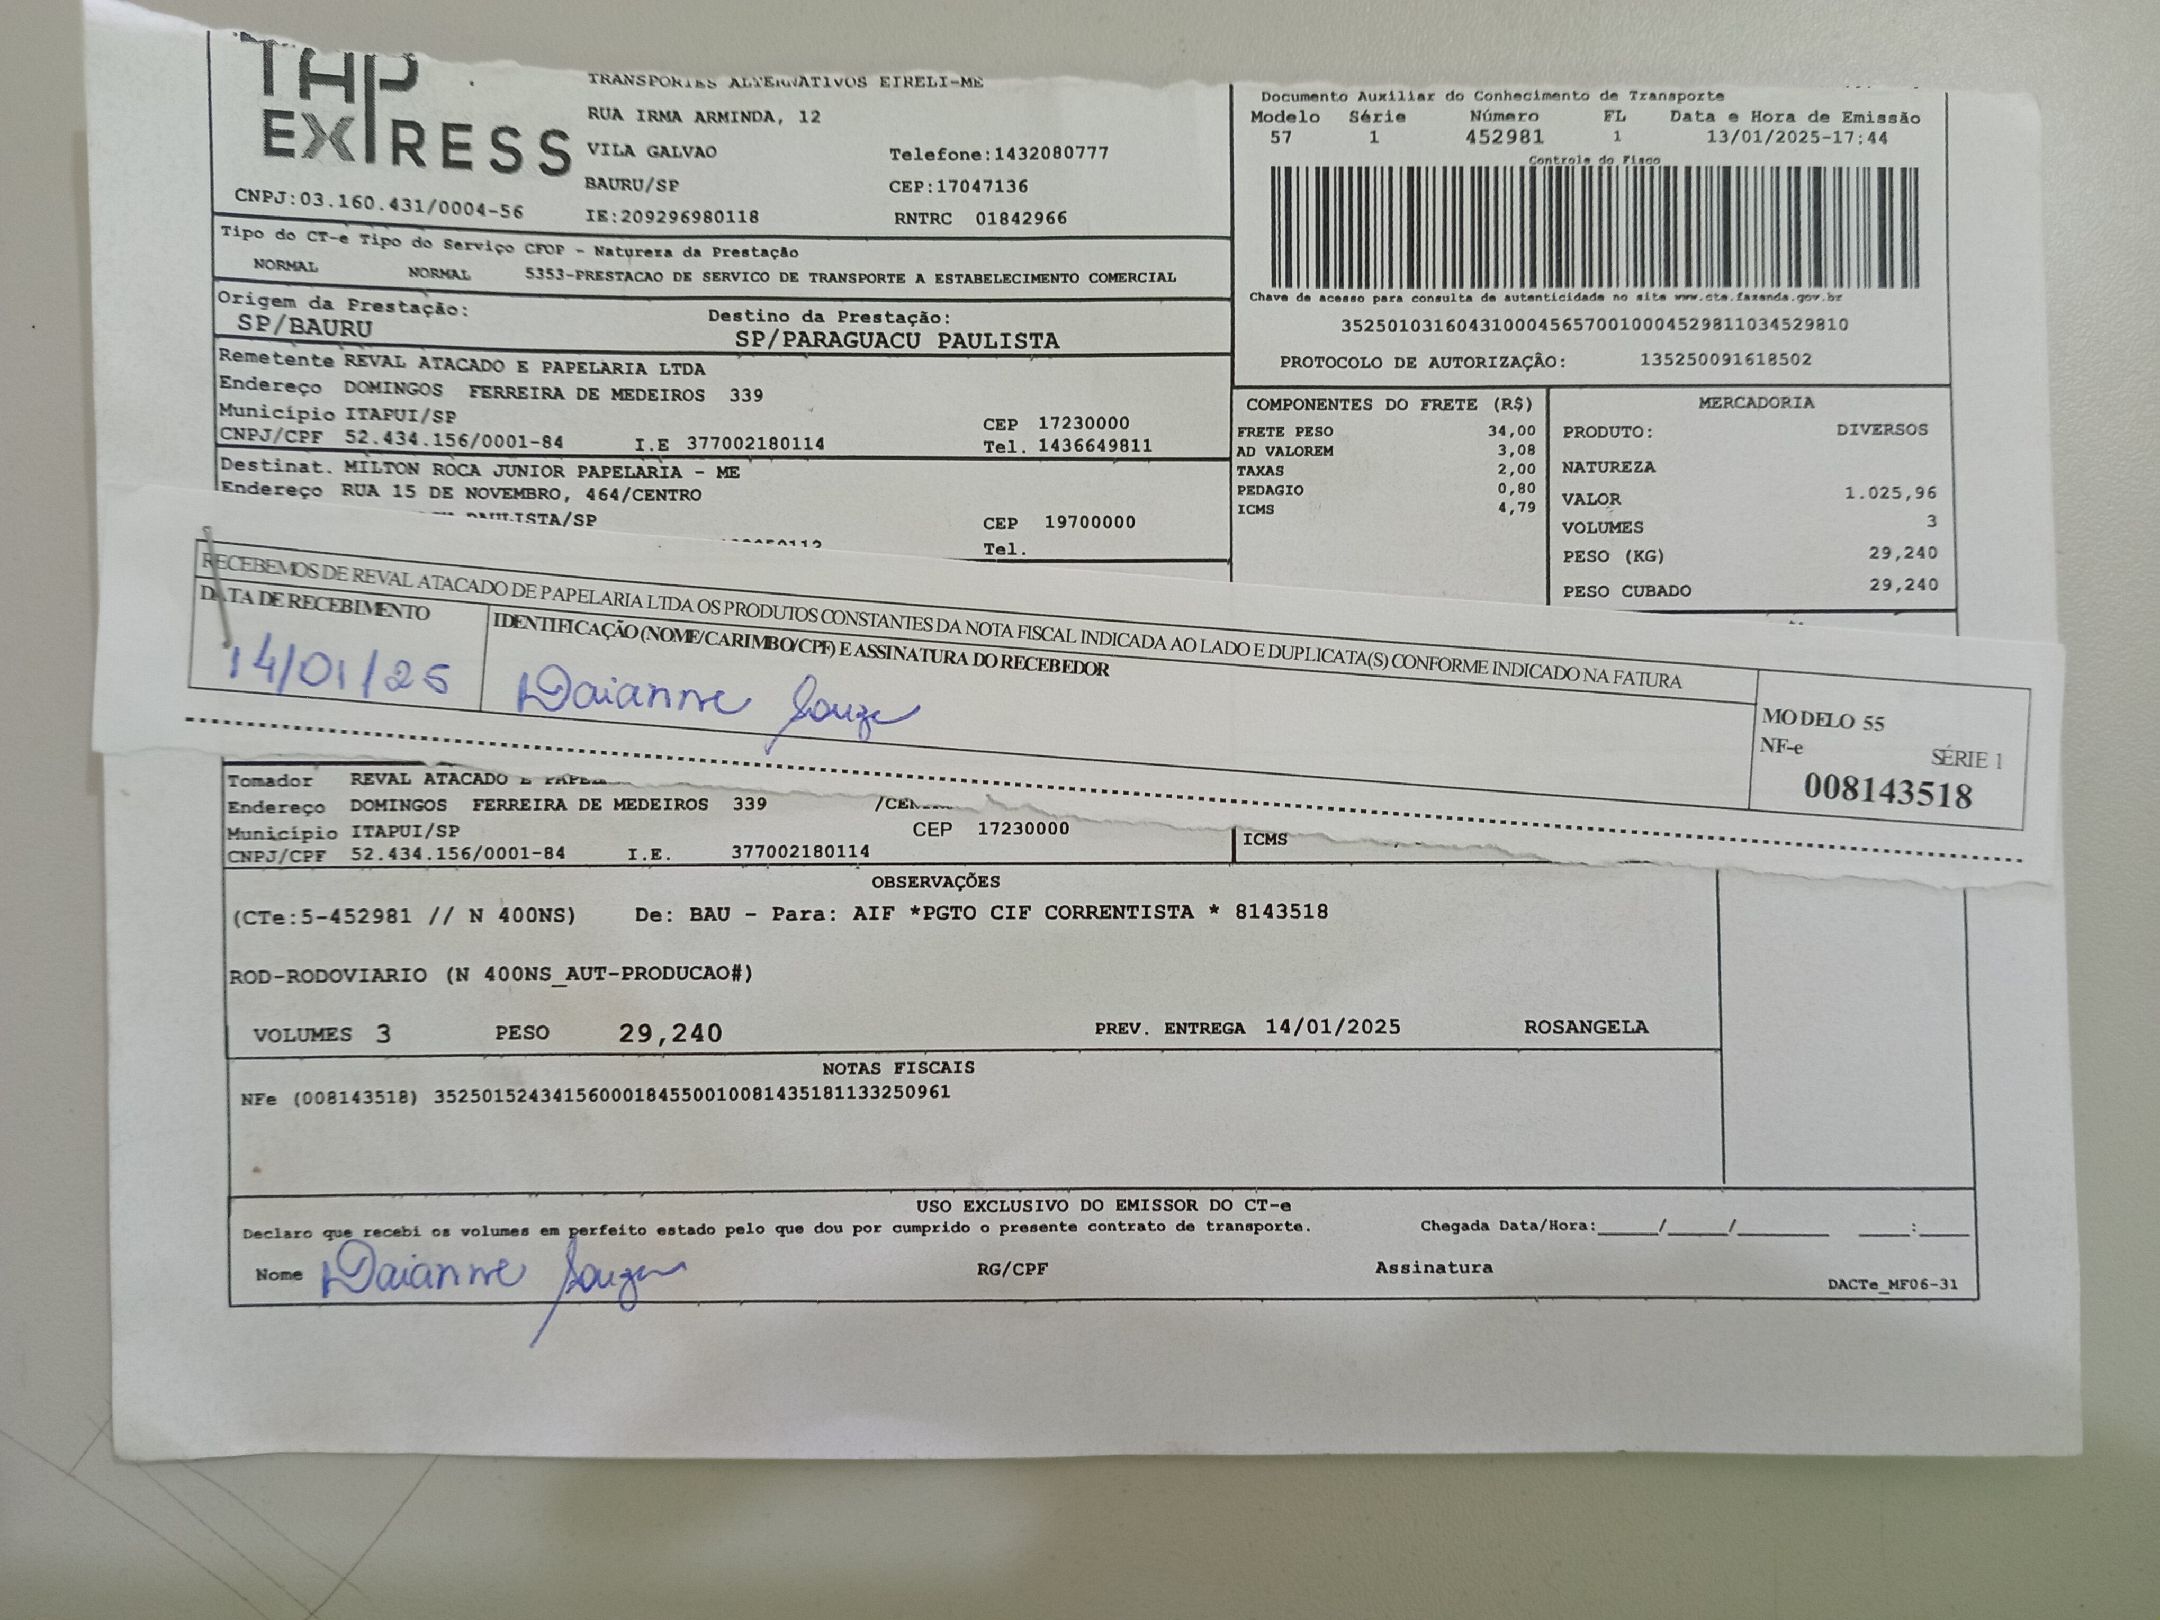 TAP
EXPRESS
CNPJ:03.160.431/0004-56
TRANSPORTES ALTERNATIVOS EIRELI-ME
RUA IRMA ARMINDA, 12
VILA GALVAO Telefone:1432080777
BAURU/SP CEP:17047136
IE:209296980118 RNTRC 01842966
Documento Auxiliar do Conhecimento de Transporte
Modelo Série Número FL Data e Hora de Emissão
57 1 452981 1 13/01/2025-17:44
Controle do Fisco
Chave de acesso para consulta de autenticidade no site www.cte.fazenda.gov.br
35250103160431000456570010004529811034529810
PROTOCOLO DE AUTORIZAÇÂO: 135250091618502
Tipo do CT-e Tipo do Serviço CFOP - Natureza da Prestação
NORMAL NORMAL 5353-PRESTACAO DE SERVICO DE TRANSPORTE A ESTABELECIMENTO COMERCIAL
Origem da Prestação: Destino da Prestação:
SP/BAURU SP/PARAGUACU PAULISTA
Remetente REVAL ATACADO E PAPELARIA LTDA
Endereço DOMINGOS FERREIRA DE MEDEIROS 339
Município ITAPUI/SP CEP 17230000
CNPJ/CPF 52.434.156/0001-84 I.E 377002180114 Tel. 1436649811
Destinat. MILTON ROCA JUNIOR PAPELARIA - ME
Endereço RUA 15 DE NOVEMBRO, 464/CENTRO
PAULISTA/SP CEP 19700000
Tel.
COMPONENTES DO FRETE (R$)
FRETE PESO 34,00
AD VALOREM 3,08
TAXAS 2,00
PEDAGIO 0,80
ICMS 4,79
MERCADORIA
PRODUTO: DIVERSOS
NATUREZA
VALOR 1.025,96
VOLUMES 3
PESO (KG) 29,240
PESO CUBADO 29,240
RECEBEMOS DE REVAL ATACADO DE PAPELARIA LTDA OS PRODUTOS CONSTANTES DA NOTA FISCAL INDICADA AO LADO E DUPLICATA(S) CONFORME INDICADO NA FATURA
DATA DE RECEBIMENTO IDENTIFICAÇÃO (NOME/CARIMBO/CPF) E ASSINATURA DO RECEBEDOR
14/01/25 Daianne Souza
MODELO 55
NF-e SÉRIE 1
008143518
Tomador REVAL ATACADO E
Endereço DOMINGOS FERREIRA DE MEDEIROS 339
Município ITAPUI/SP CEP 17230000
CNPJ/CPF 52.434.156/0001-84 I.E. 377002180114
ICMS
OBSERVAÇÕES
(CTe:5-452981 // N 400NS) De: BAU - Para: AIF *PGTO CIF CORRENTISTA * 8143518
ROD-RODOVIARIO (N 400NS_AUT-PRODUCAO#)
VOLUMES 3 PESO 29,240 PREV. ENTREGA 14/01/2025 ROSANGELA
NOTAS FISCAIS
NFe (008143518) 35250152434156000184550010081435181133250961
USO EXCLUSIVO DO EMISSOR DO CT-e
Declaro que recebi os volumes em perfeito estado pelo que dou por cumprido o presente contrato de transporte. Chegada Data/Hora:____/____/______ ___:___
Nome Daianne Souza RG/CPF Assinatura
DACTe_MF06-31